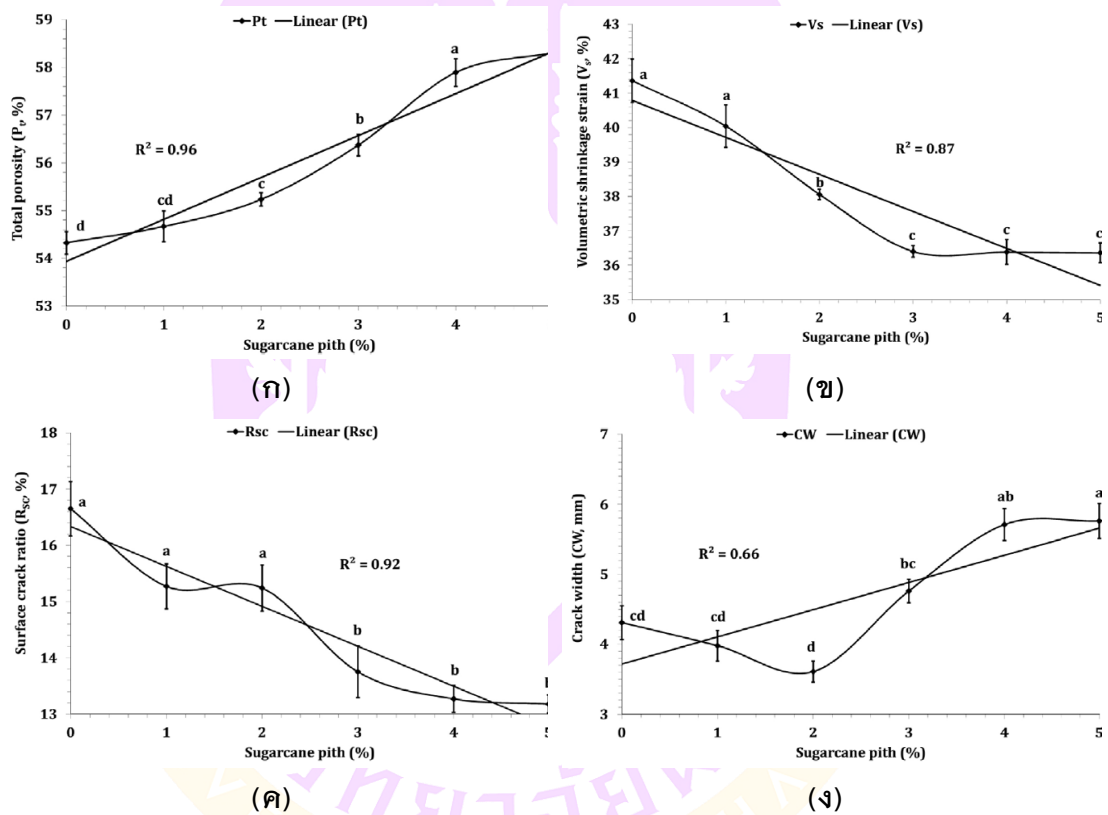 59
58
57
56
55
54
53
Total porosity (Pt, %)
Pt Linear (Pt)
R² = 0.96
d
cd
c
b
a
0 1 2 3 4
Sugarcane pith (%)
(ก)
42
41
40
39
38
37
36
35
Volumetric shrinkage strain (Vs, %)
Vs Linear (Vs)
R² = 0.87
a
a
b
c
c
c
0 1 2 3 4 5
Sugarcane pith (%)
(ข)
18
17
16
15
14
13
Surface crack ratio (RSC, %)
Rsc Linear (Rsc)
R² = 0.92
a
a
a
b
b
0 1 2 3 4 5
Sugarcane pith (%)
(ค)
7
6
5
4
3
Crack width (CW, mm)
CW Linear (CW)
R² = 0.66
cd
cd
d
bc
ab
a
0 1 2 3 4 5
Sugarcane pith (%)
(ง)